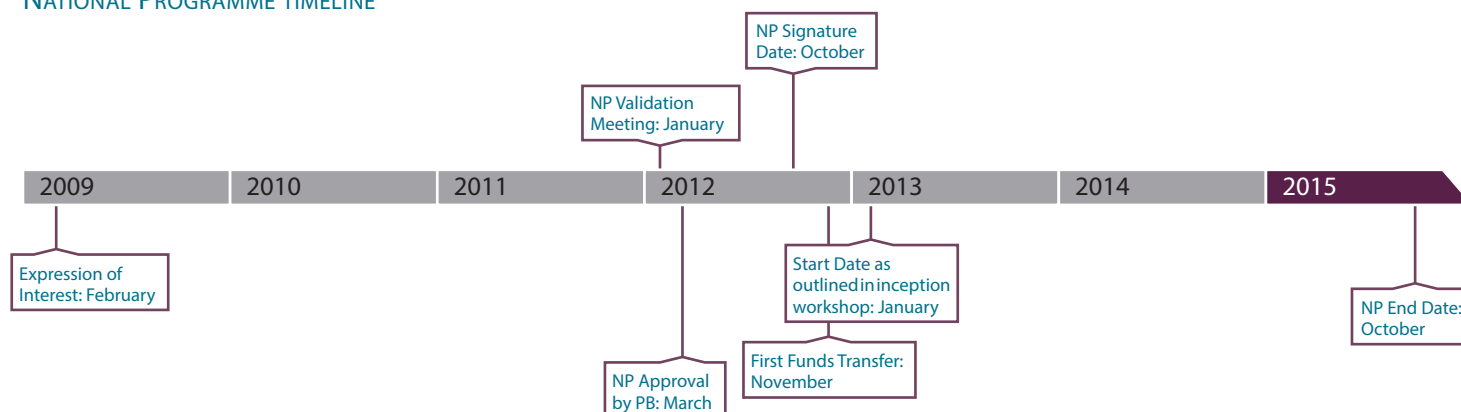 NATIONAL PROGRAMME TIMELINE
NP Signature
Date: October
NP Validation
Meeting: January
2009 2010 2011 2012 2013 2014 2015
Expression of
Interest: February
Start Date as
outlined in inception
workshop: January
NP End Date:
October
First Funds Transfer:
November
NP Approval
by PB: March